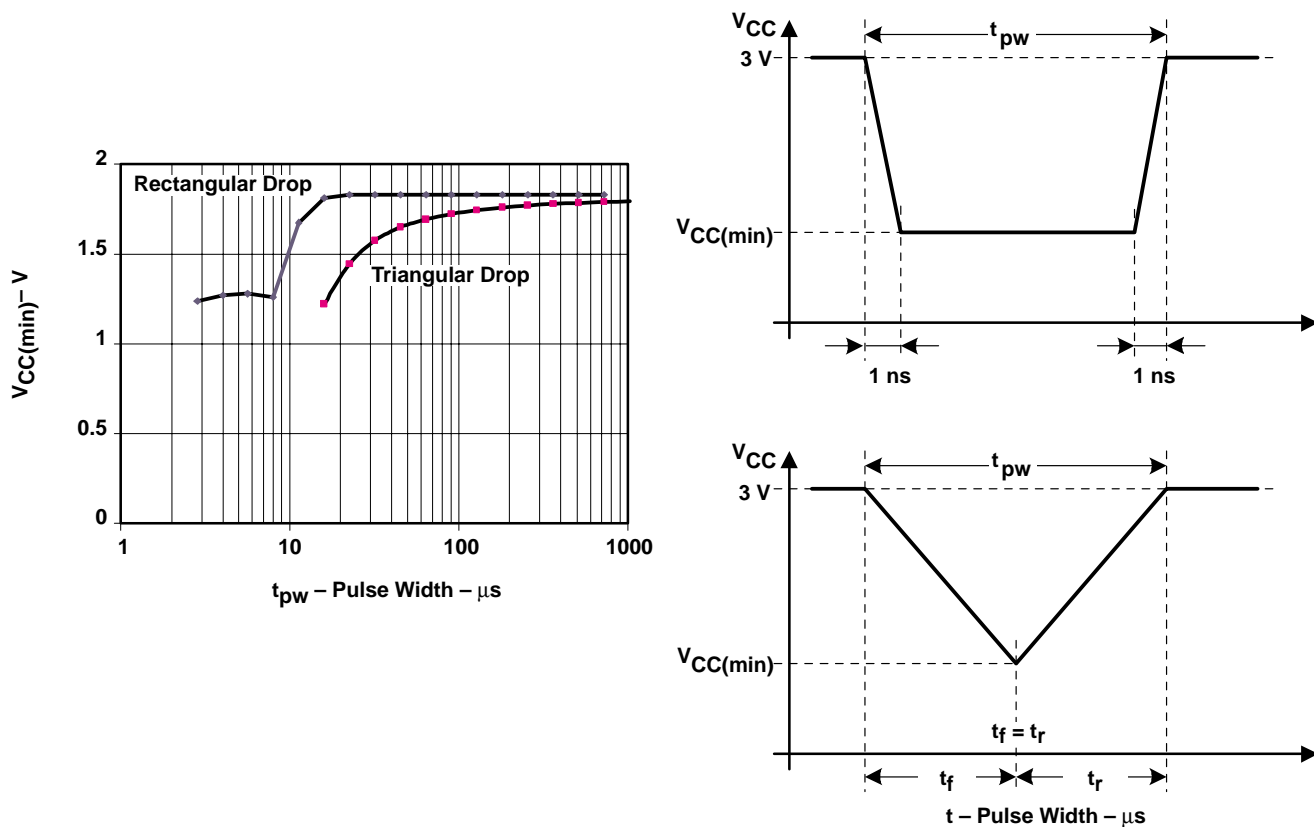 2
1.5
1
0.5
0
VCC(min)– V
Rectangular Drop
Triangular Drop
1
10
100
1000
tpw – Pulse Width – μs
VCC
3 V
tpw
VCC(min)
1 ns
1 ns
VCC
3 V
tpw
VCC(min)
tf = tr
tf
tr
t – Pulse Width – μs